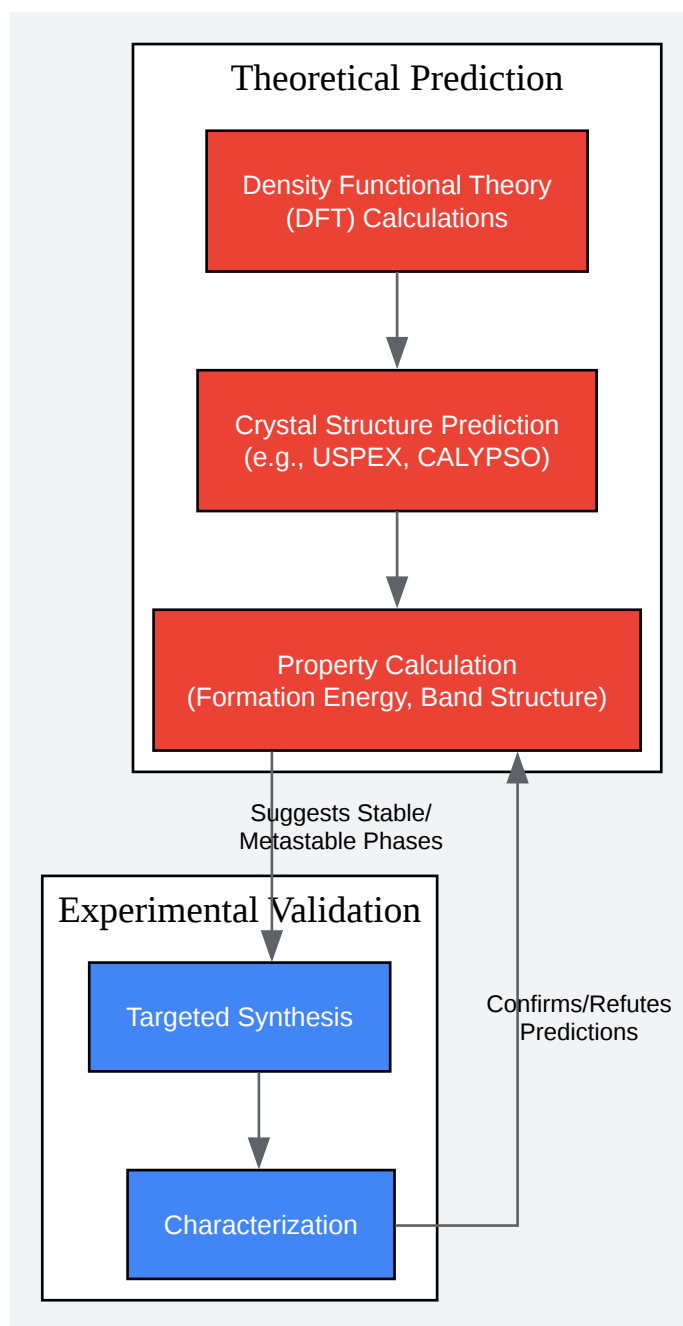 Theoretical Prediction
Density Functional Theory
(DFT) Calculations
Crystal Structure Prediction
(e.g., USPEX, CALYPSO)
Property Calculation
(Formation Energy, Band Structure)
Suggests Stable/
Metastable Phases
Experimental Validation
Targeted Synthesis
Confirms/Refutes
Predictions
Characterization